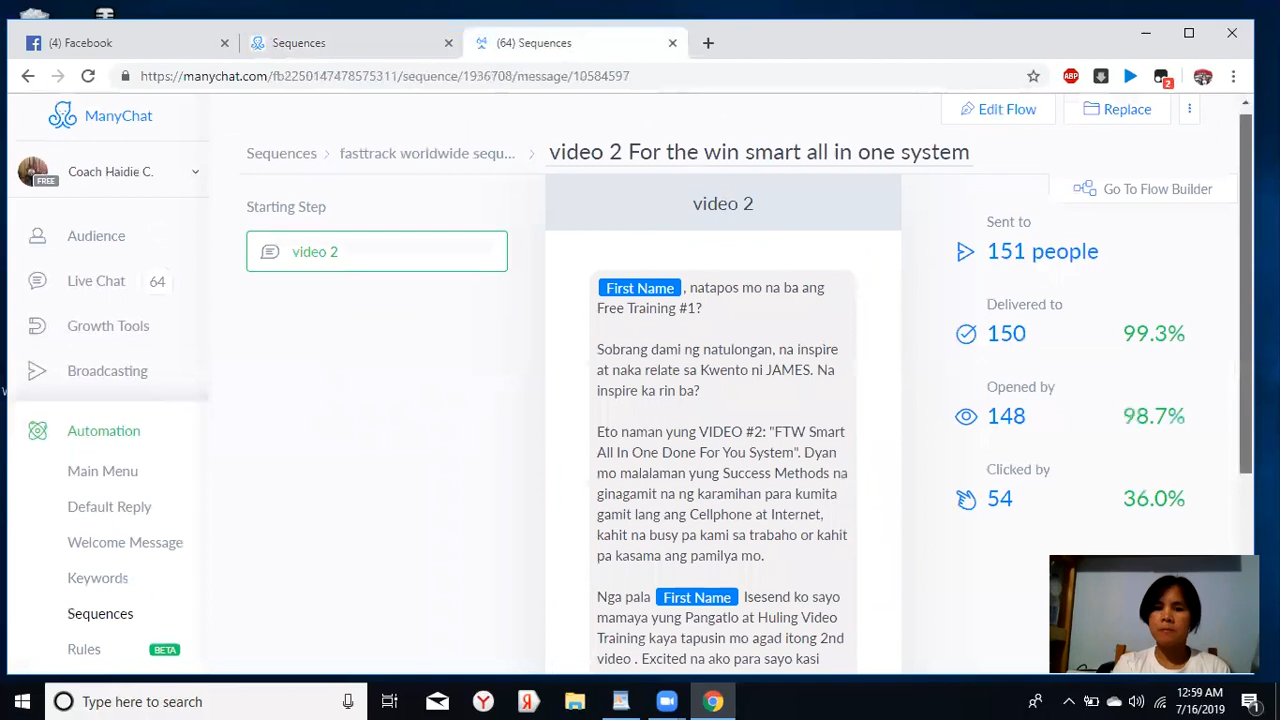 (4) Facebook
Sequences
(64) Sequences
https://manychat.com/fb2250147478575311/sequence/1936708/message/10584597
ABP
2
ManyChat
Edit Flow
Replace
Sequences
fasttrack worldwide sequ...
video 2 For the win smart all in one system
Coach Haidie C.
FREE
Go To Flow Builder
Starting Step
video 2
video 2
Sent to
151 people
Delivered to
150 99.3%
Opened by
148 98.7%
Clicked by
54 36.0%
Audience
Live Chat 64
Growth Tools
Broadcasting
Automation
Main Menu
Default Reply
Welcome Message
Keywords
Sequences
Rules BETA
First Name , natapos mo na ba ang
Free Training #1?
Sobrang dami ng natulongan, na inspire
at naka relate sa Kwento ni JAMES. Na
inspire ka rin ba?
Eto naman yung VIDEO #2: "FTW Smart
All In One Done For You System". Dyan
mo malalaman yung Success Methods na
ginagamit na ng karamihan para kumita
gamit lang ang Cellphone at Internet,
kahit na busy pa kami sa trabaho or kahit
pa kasama ang pamilya mo.
Nga pala First Name Isesend ko sayo
mamaya yung Pangatlo at Huling Video
Training kaya tapusin mo agad itong 2nd
video . Excited na ako para sayo kasi
Type here to search
12:59 AM
7/16/2019
1